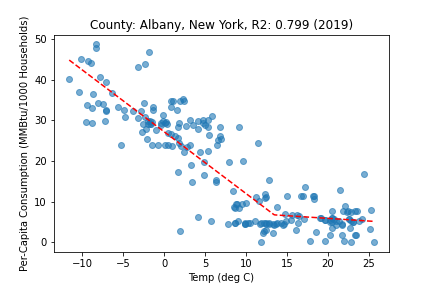 County: Albany, New York, R2: 0.799 (2019)
Per-Capita Consumption (MMBtu/1000 Households)
50
40
30
20
10
0
−10 −5 0 5 10 15 20 25
Temp (deg C)